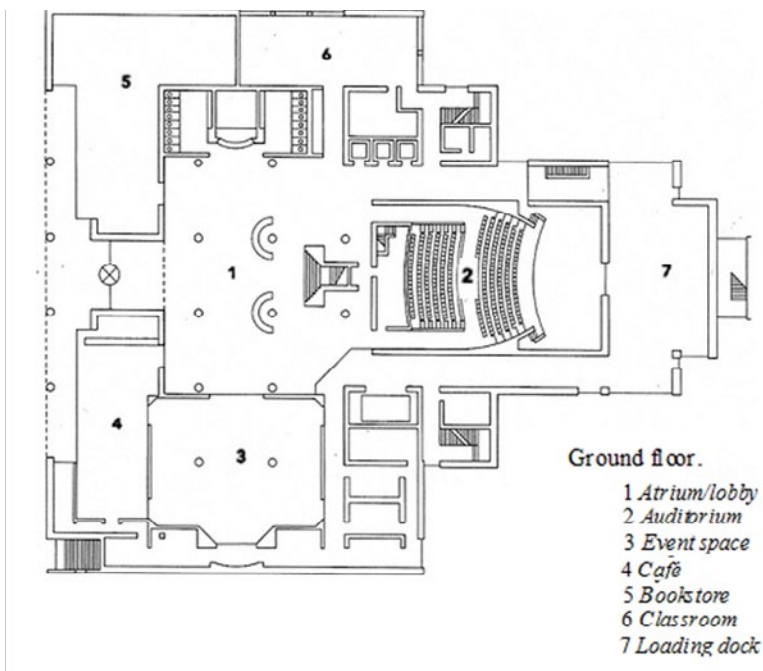 5
6
1
2
7
4
3
Ground floor.
1 Atrium/lobby
2 Auditorium
3 Event space
4 Café
5 Bookstore
6 Classroom
7 Loading dock